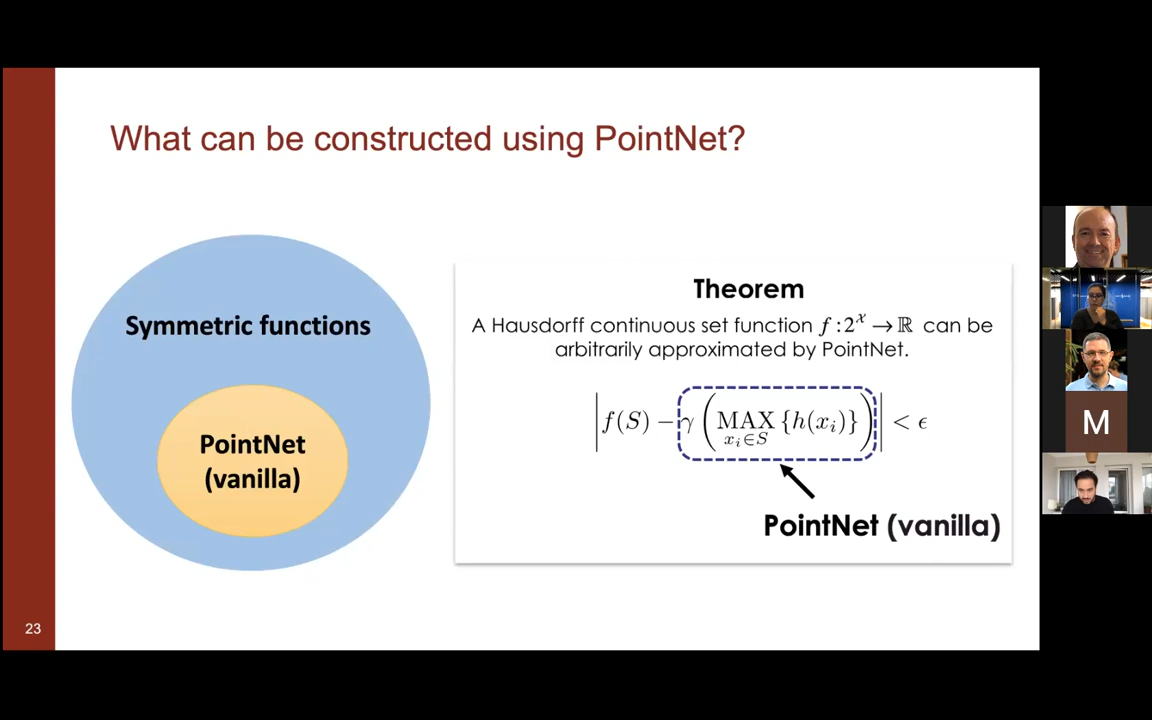 What can be constructed using PointNet?
Symmetric functions
PointNet
(vanilla)
Theorem
A Hausdorff continuous set function f : 2^𝒳 → ℝ can be
arbitrarily approximated by PointNet.
|f(S) − γ(MAX_{x_i∈S} {h(x_i)})| < ϵ
PointNet (vanilla)
M
23